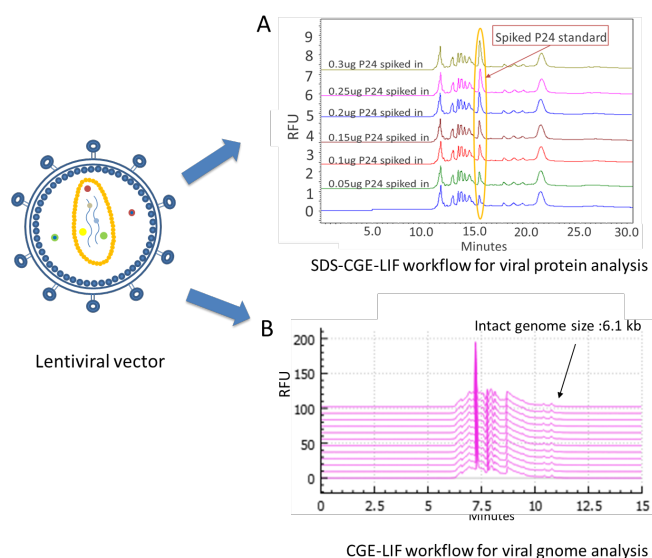 A
9
8
7
6
5
4
3
2
1
0
RFU
Spiked P24 standard
0.3ug P24 spiked in
0.25ug P24 spiked in
0.2ug P24 spiked in
0.15ug P24 spiked in
0.1ug P24 spiked in
0.05ug P24 spiked in
5.0 10.0 15.0 20.0 25.0 30.0
Minutes
SDS-CGE-LIF workflow for viral protein analysis
Lentiviral vector
B
Intact genome size :6.1 kb
200
150
100
50
0
RFU
0 2.5 5 7.5 10 12.5 15
Minutes
CGE-LIF workflow for viral gnome analysis